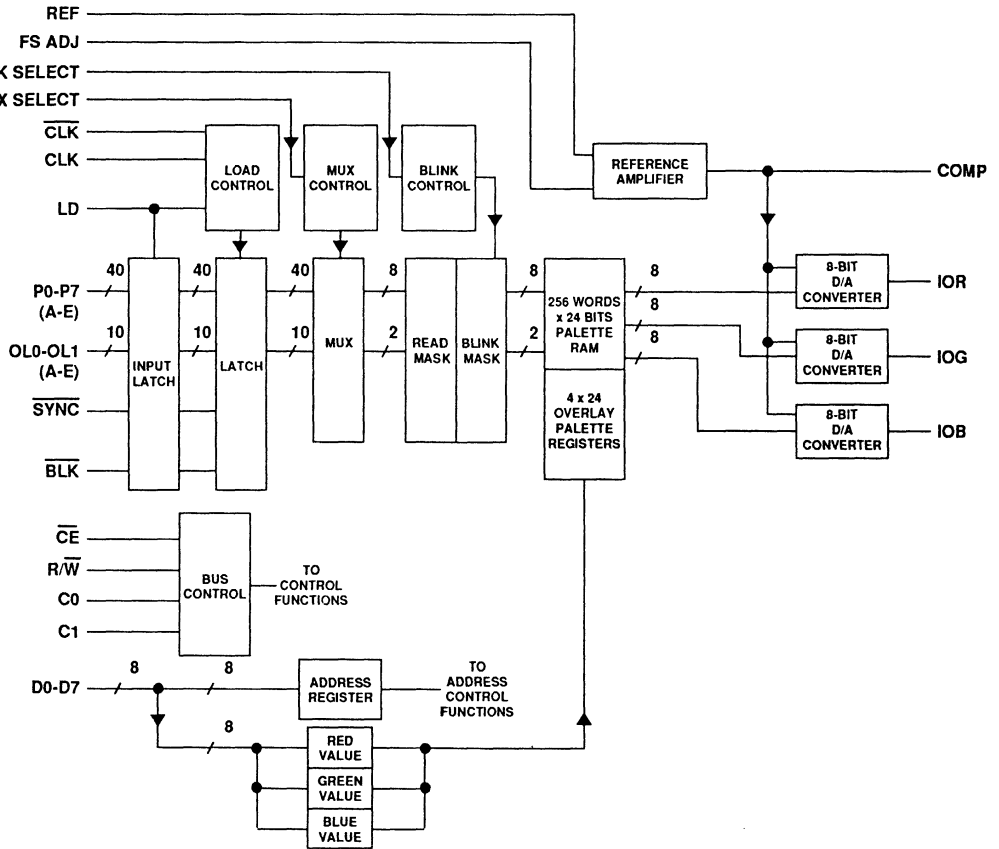 REF
FS ADJ
K SELECT
X SELECT
CLK
CLK
LD
LOAD
CONTROL
MUX
CONTROL
BLINK
CONTROL
REFERENCE
AMPLIFIER
COMP
P0-P7
(A-E)
40
40
40
8
8
8
8
8
OL0-OL1
(A-E)
10
10
10
2
2
INPUT
LATCH
LATCH
MUX
READ
MASK
BLINK
MASK
256 WORDS
x 24 BITS
PALETTE
RAM
4 x 24
OVERLAY
PALETTE
REGISTERS
8-BIT
D/A
CONVERTER
IOR
8-BIT
D/A
CONVERTER
IOG
8-BIT
D/A
CONVERTER
IOB
SYNC
BLK
CE
R/W
C0
C1
BUS
CONTROL
TO
CONTROL
FUNCTIONS
D0-D7
8
8
8
ADDRESS
REGISTER
TO
ADDRESS
CONTROL
FUNCTIONS
RED
VALUE
GREEN
VALUE
BLUE
VALUE